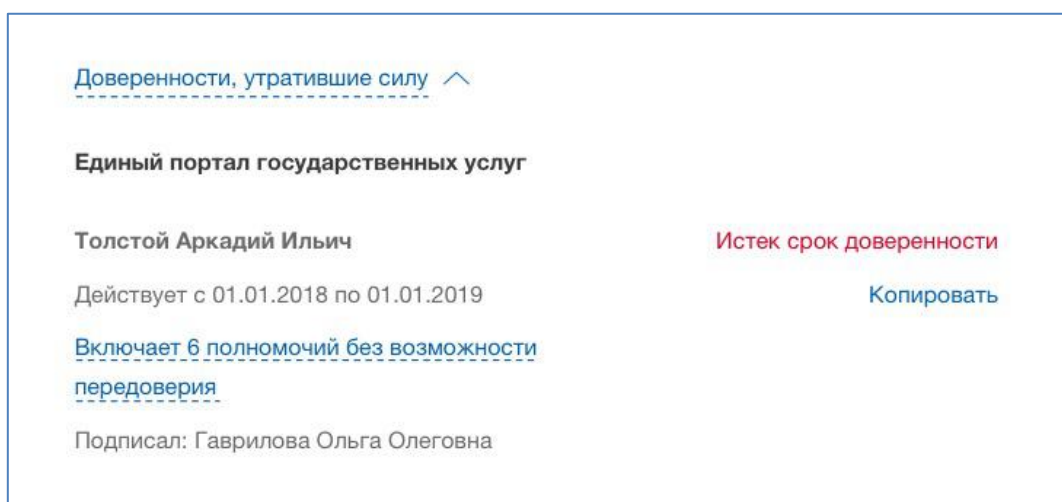 Доверенности, утратившие силу
Единый портал государственных услуг
Толстой Аркадий Ильич
Истек срок доверенности
Действует с 01.01.2018 по 01.01.2019
Копировать
Включает 6 полномочий без возможности
передоверия
Подписал: Гаврилова Ольга Олеговна